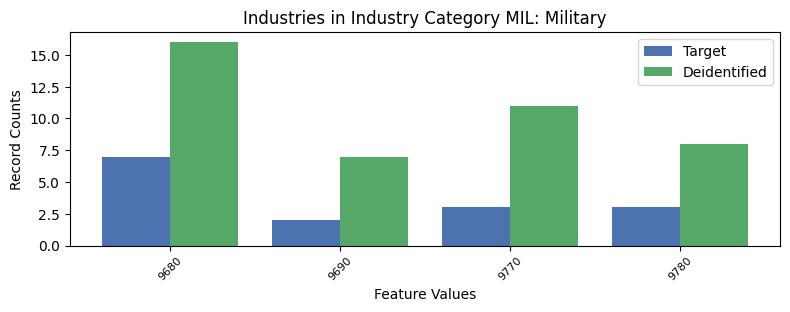 Industries in Industry Category MIL: Military
Target
Deidentified
Record Counts
15.0
12.5
10.0
7.5
5.0
2.5
0.0
9680
9690
9770
9780
Feature Values